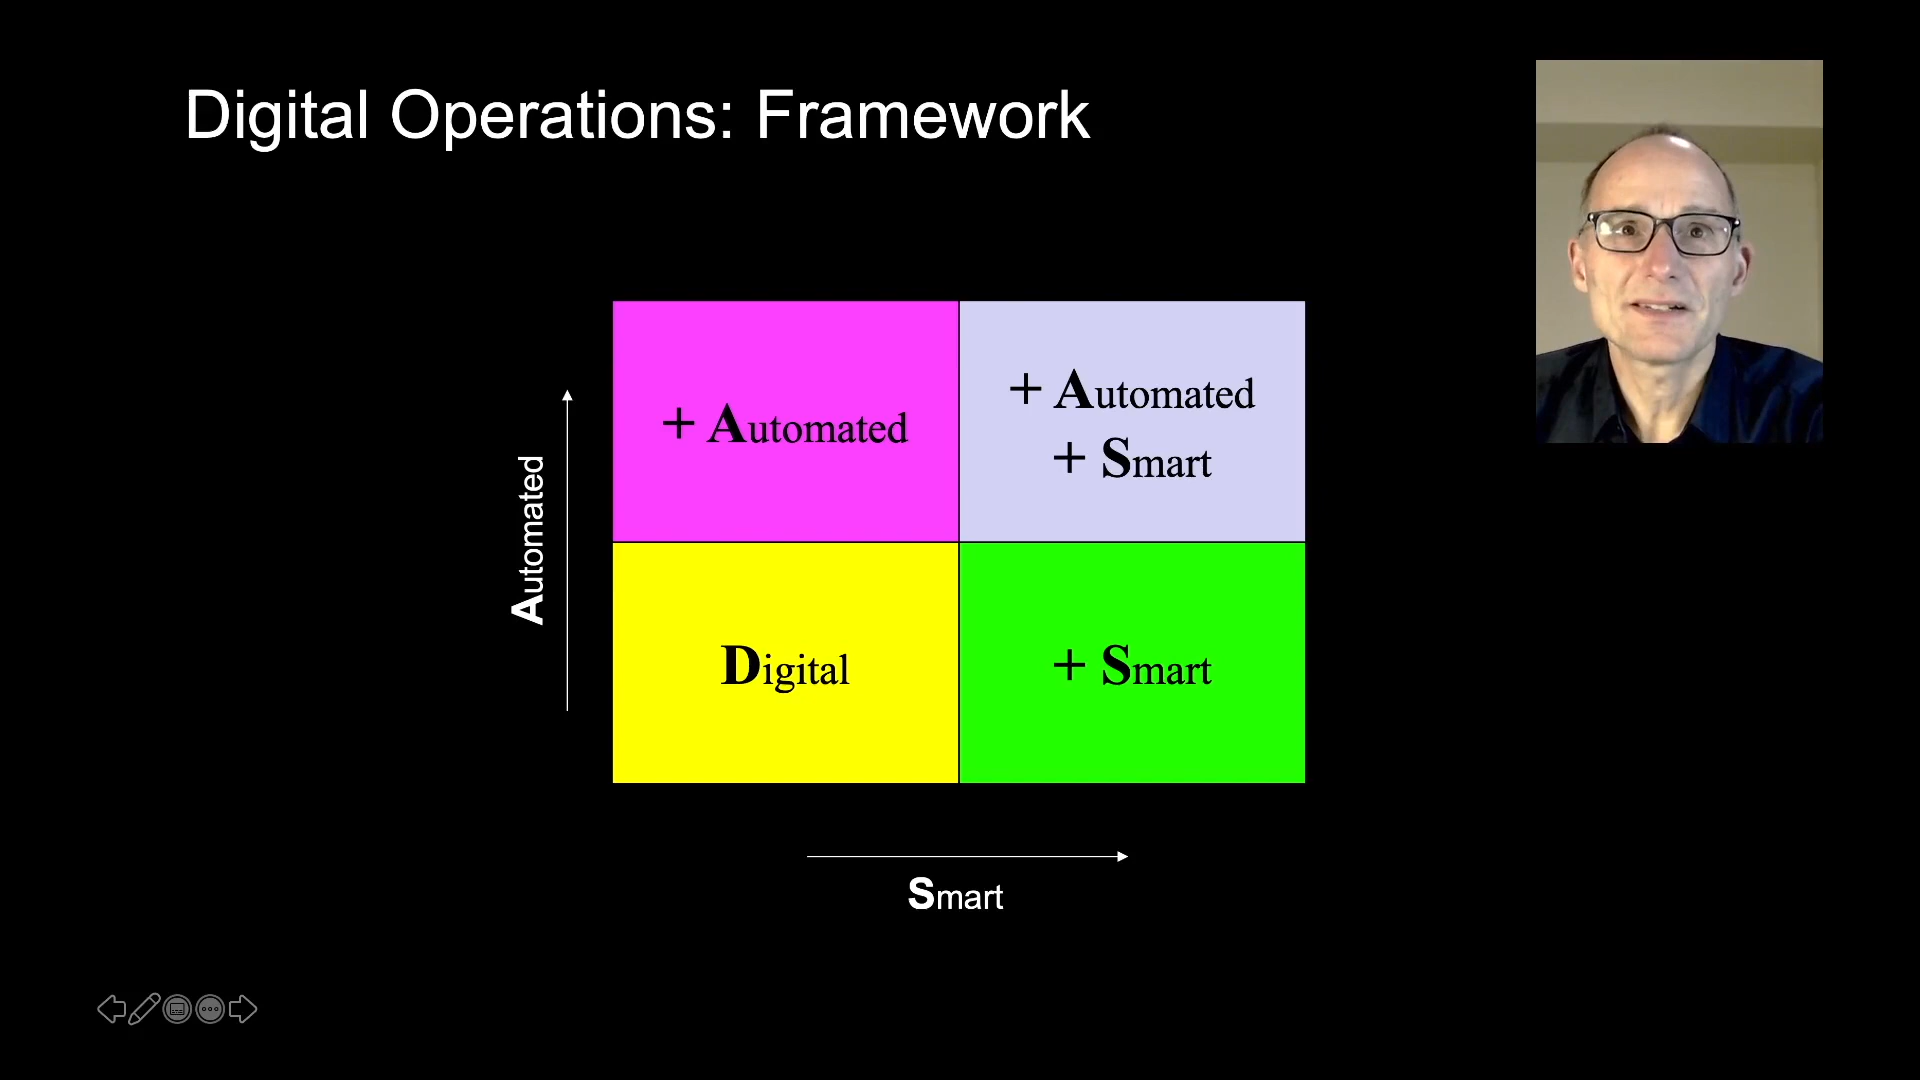 Digital Operations: Framework
+ Automated
+ Automated
+ Smart
Automated
Digital
+ Smart
Smart